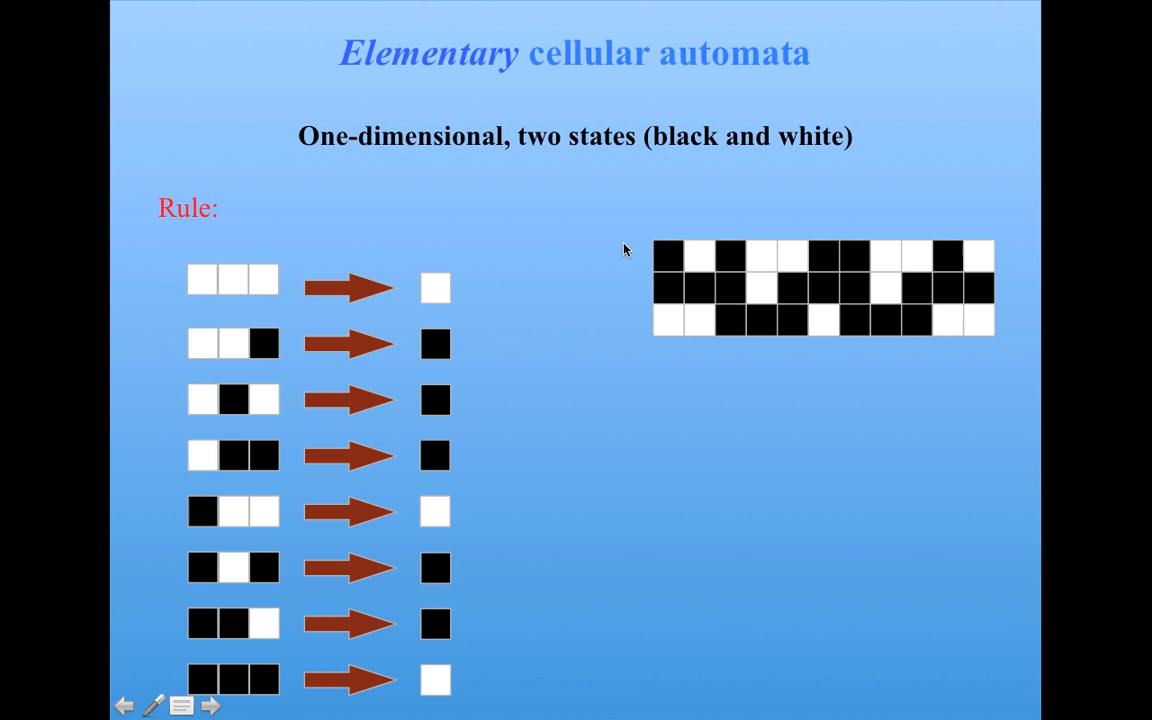 Elementary cellular automata
One-dimensional, two states (black and white)
Rule: